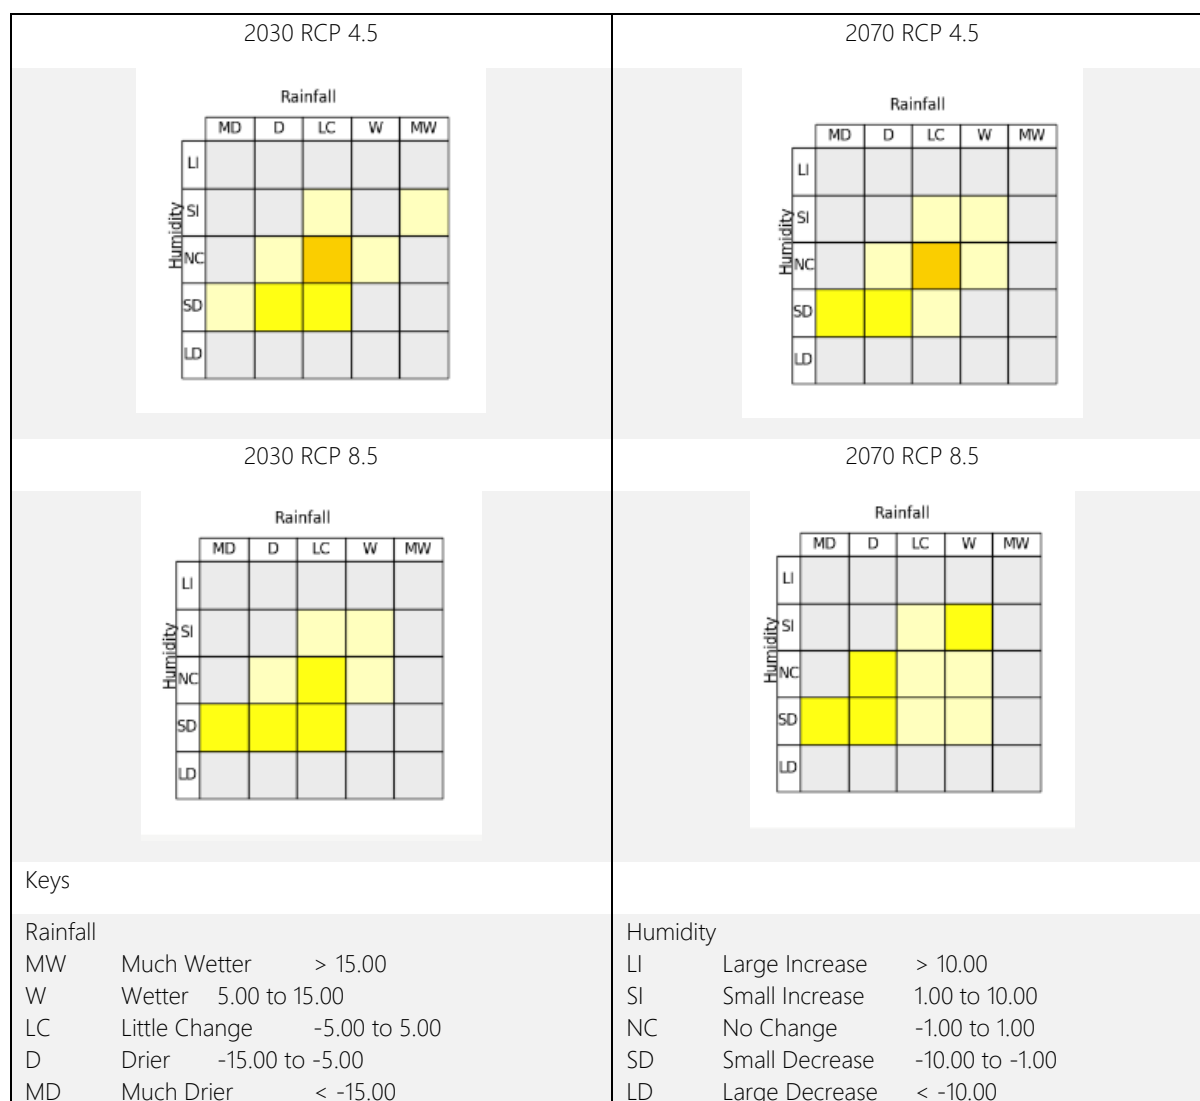 2030 RCP 4.5
Rainfall
MD D LC W MW
LI
SI
NC
SD
LD
Humidity
2070 RCP 4.5
Rainfall
MD D LC W MW
LI
SI
NC
SD
LD
Humidity
2030 RCP 8.5
Rainfall
MD D LC W MW
LI
SI
NC
SD
LD
Humidity
2070 RCP 8.5
Rainfall
MD D LC W MW
LI
SI
NC
SD
LD
Humidity
Keys
Rainfall
MW Much Wetter > 15.00
W Wetter 5.00 to 15.00
LC Little Change -5.00 to 5.00
D Drier -15.00 to -5.00
MD Much Drier < -15.00
Humidity
LI Large Increase > 10.00
SI Small Increase 1.00 to 10.00
NC No Change -1.00 to 1.00
SD Small Decrease -10.00 to -1.00
LD Large Decrease < -10.00